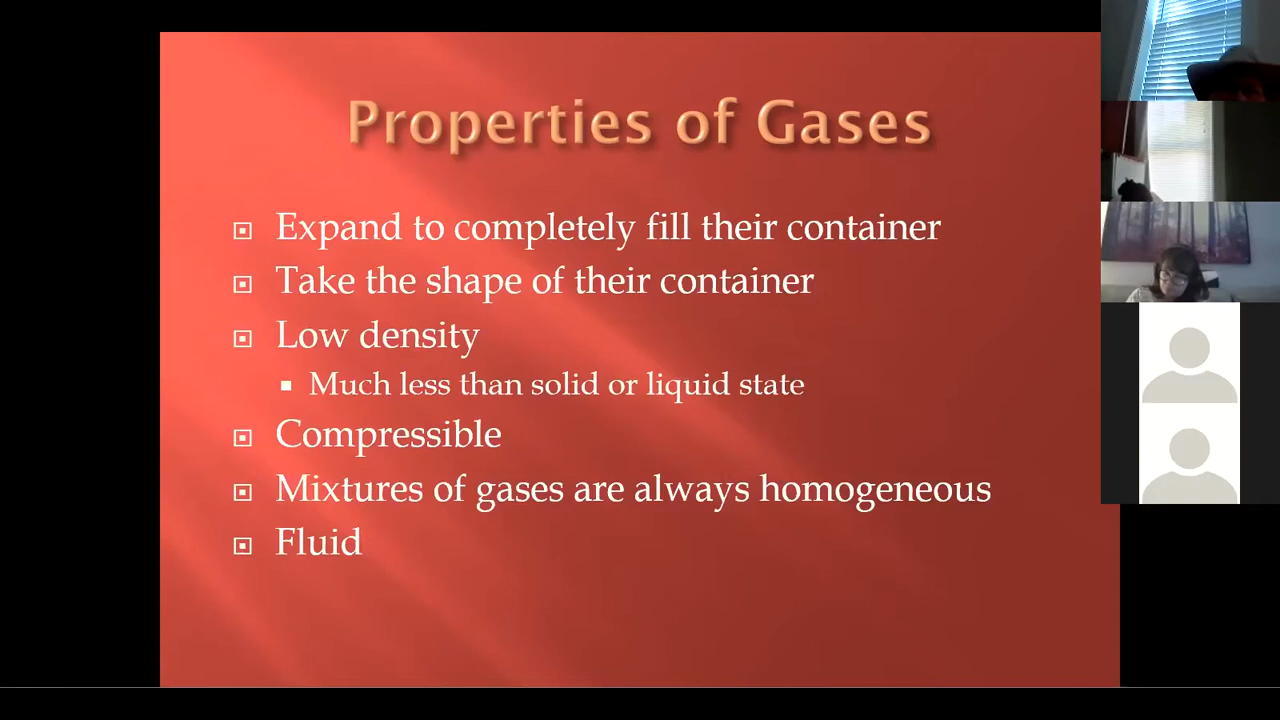 Properties of Gases
Expand to completely fill their container
Take the shape of their container
Low density
Much less than solid or liquid state
Compressible
Mixtures of gases are always homogeneous
Fluid